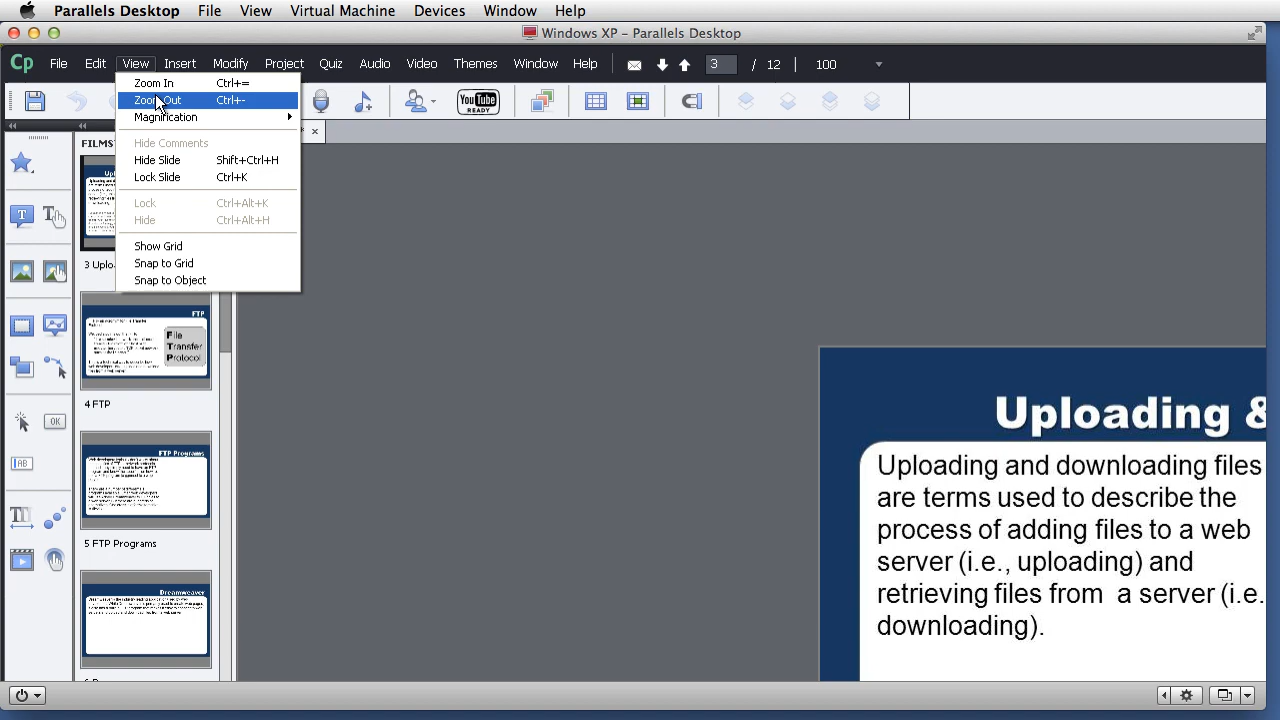 Parallels Desktop File View Virtual Machine Devices Window Help
Windows XP - Parallels Desktop
Cp File Edit View Insert Modify Project Quiz Audio Video Themes Window Help 3 / 12 100
Zoom In Ctrl+=
Zoom Out Ctrl+-
Magnification
Hide Comments
Hide Slide Shift+Ctrl+H
Lock Slide Ctrl+K
Lock Ctrl+Alt+K
Hide Ctrl+Alt+H
Show Grid
Snap to Grid
Snap to Object
YouTube
READY
FILMS
3 Uplo
FTP
File
Transfer
Protocol
4 FTP
FTP Programs
5 FTP Programs
Dreamweaver
T
T
OK
AB
T
Uploading &
Uploading and downloading files
are terms used to describe the
process of adding files to a web
server (i.e., uploading) and
retrieving files from a server (i.e.
downloading).